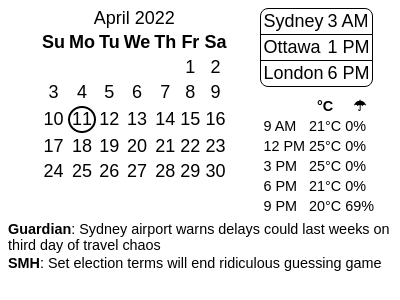 April 2022
Su Mo Tu We Th Fr Sa
1 2
3 4 5 6 7 8 9
10 11 12 13 14 15 16
17 18 19 20 21 22 23
24 25 26 27 28 29 30
Sydney 3 AM
Ottawa 1 PM
London 6 PM
°C ☂
9 AM 21°C 0%
12 PM 25°C 0%
3 PM 25°C 0%
6 PM 21°C 0%
9 PM 20°C 69%
Guardian: Sydney airport warns delays could last weeks on
third day of travel chaos
SMH: Set election terms will end ridiculous guessing game